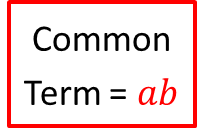 Common
Term = ab